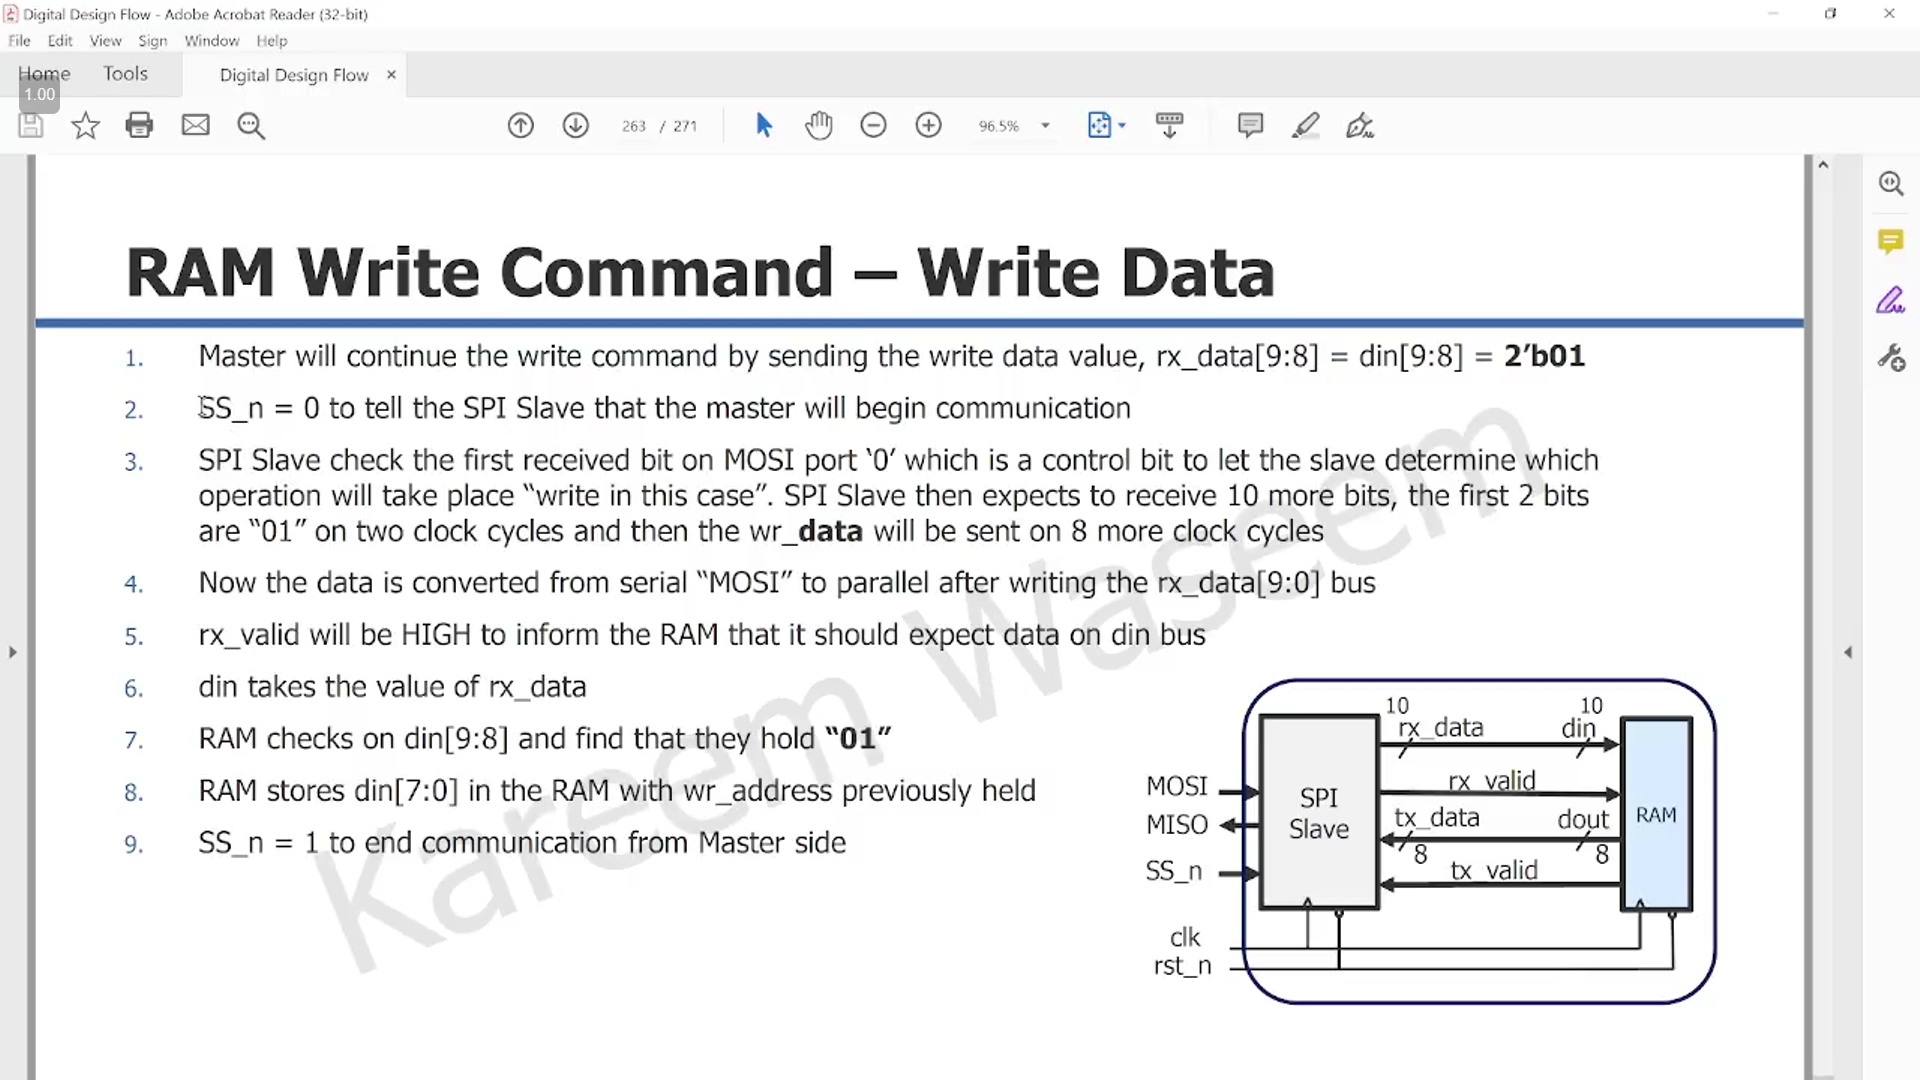 Digital Design Flow - Adobe Acrobat Reader (32-bit)
File Edit View Sign Window Help
Home Tools Digital Design Flow ×
1.00
263 / 271 96.5%
RAM Write Command – Write Data
1. Master will continue the write command by sending the write data value, rx_data[9:8] = din[9:8] = 2’b01
2. SS_n = 0 to tell the SPI Slave that the master will begin communication
3. SPI Slave check the first received bit on MOSI port ‘0’ which is a control bit to let the slave determine which
operation will take place “write in this case”. SPI Slave then expects to receive 10 more bits, the first 2 bits
are “01” on two clock cycles and then the wr_data will be sent on 8 more clock cycles
4. Now the data is converted from serial “MOSI” to parallel after writing the rx_data[9:0] bus
5. rx_valid will be HIGH to inform the RAM that it should expect data on din bus
6. din takes the value of rx_data
7. RAM checks on din[9:8] and find that they hold “01”
8. RAM stores din[7:0] in the RAM with wr_address previously held
9. SS_n = 1 to end communication from Master side
Kareem Waseem
10 10
rx_data din
MOSI
rx_valid
SPI
Slave
RAM
MISO
tx_data dout
8 8
SS_n
tx_valid
clk
rst_n